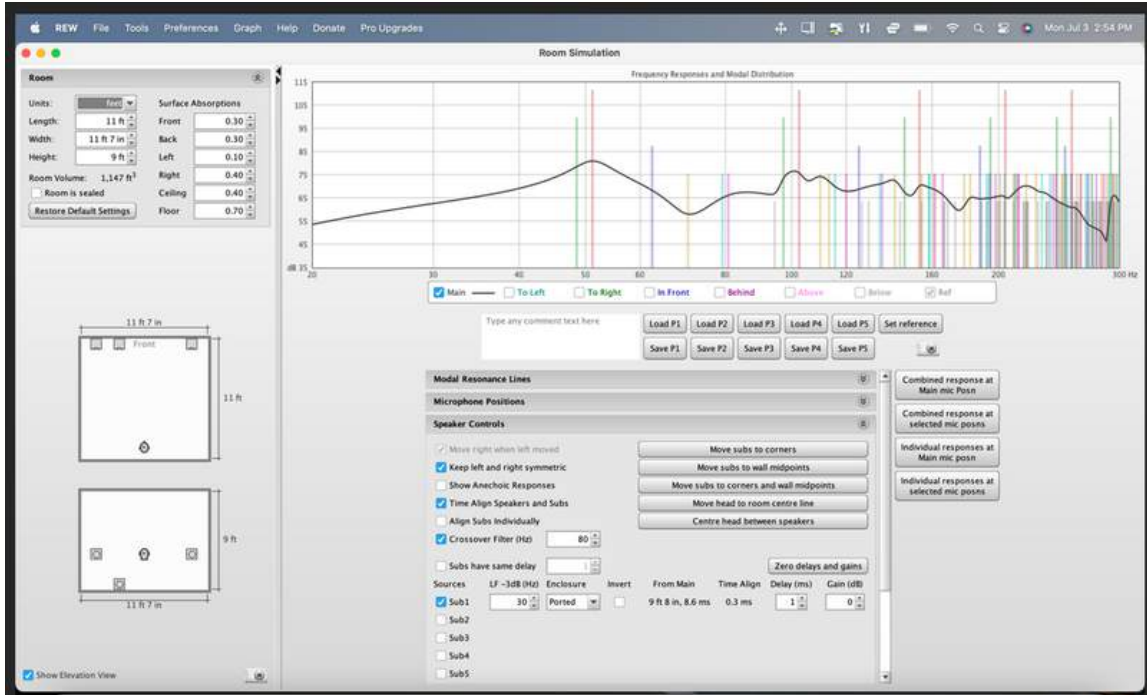 REW File Tools Preferences Graph Help Donate Pro Upgrades Mon Jul 3 2:54 PM
Room Simulation
Room
Units: feet
Surface Absorptions
Length: 11 ft
Front 0.30
Width: 11 ft 7 in
Back 0.30
Height: 9 ft
Left 0.10
Room Volume: 1,147 ft³
Right 0.40
Room is sealed
Ceiling 0.40
Restore Default Settings
Floor 0.70
11 ft 7 in
Front
11 ft
9 ft
11 ft 7 in
Show Elevation View
Frequency Responses and Modal Distribution
115
105
95
85
75
65
55
45
dB 35
20 30 40 50 60 80 100 120 160 200 300 Hz
Main To Left To Right In Front Behind Above Below Ref
Type any comment text here
Load P1 Load P2 Load P3 Load P4 Load P5 Set reference
Save P1 Save P2 Save P3 Save P4 Save P5
Modal Resonance Lines
Microphone Positions
Speaker Controls
Move right when left moved
Move subs to corners
Keep left and right symmetric
Move subs to wall midpoints
Show Anechoic Responses
Move subs to corners and wall midpoints
Time Align Speakers and Subs
Move head to room centre line
Align Subs Individually
Centre head between speakers
Crossover Filter (Hz) 80
Subs have same delay
Zero delays and gains
Sources LF -3dB (Hz) Enclosure Invert From Main Time Align Delay (ms) Gain (dB)
Sub1 30 Ported 9 ft 8 in, 8.6 ms 0.3 ms 1 0
Sub2
Sub3
Sub4
Sub5
Combined response at
Main mic Posn
Combined response at
selected mic posns
Individual responses at
Main mic posn
Individual responses at
selected mic posns